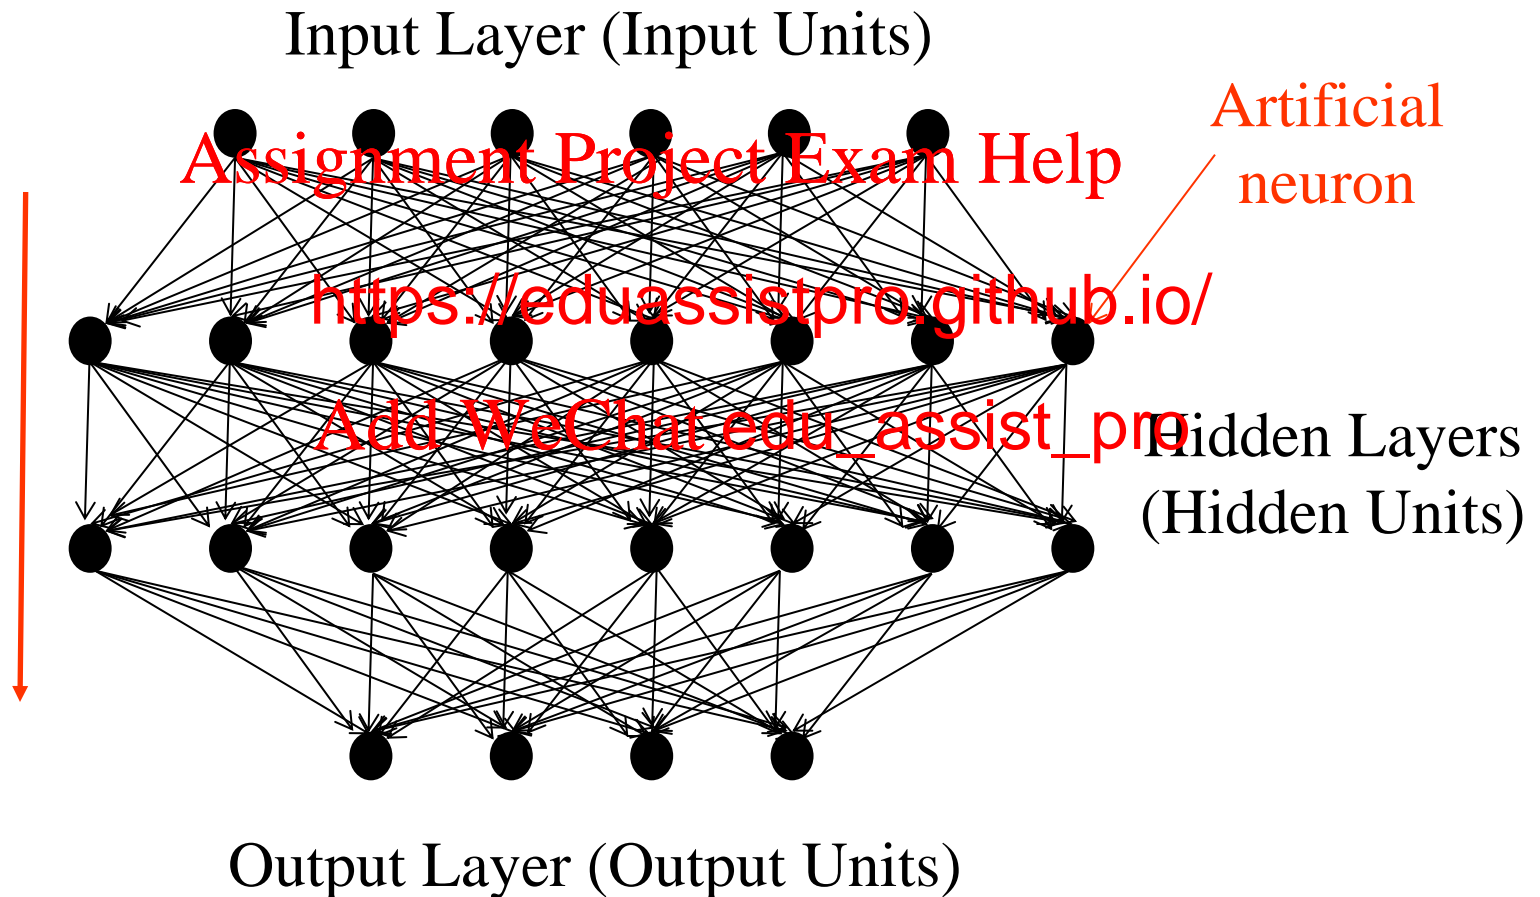 Input Layer (Input Units)
Artificial
neuron
Assignment Project Exam Help
https://eduassistpro.github.io/
Add WeChat edu_assist_pro
Hidden Layers
(Hidden Units)
Output Layer (Output Units)